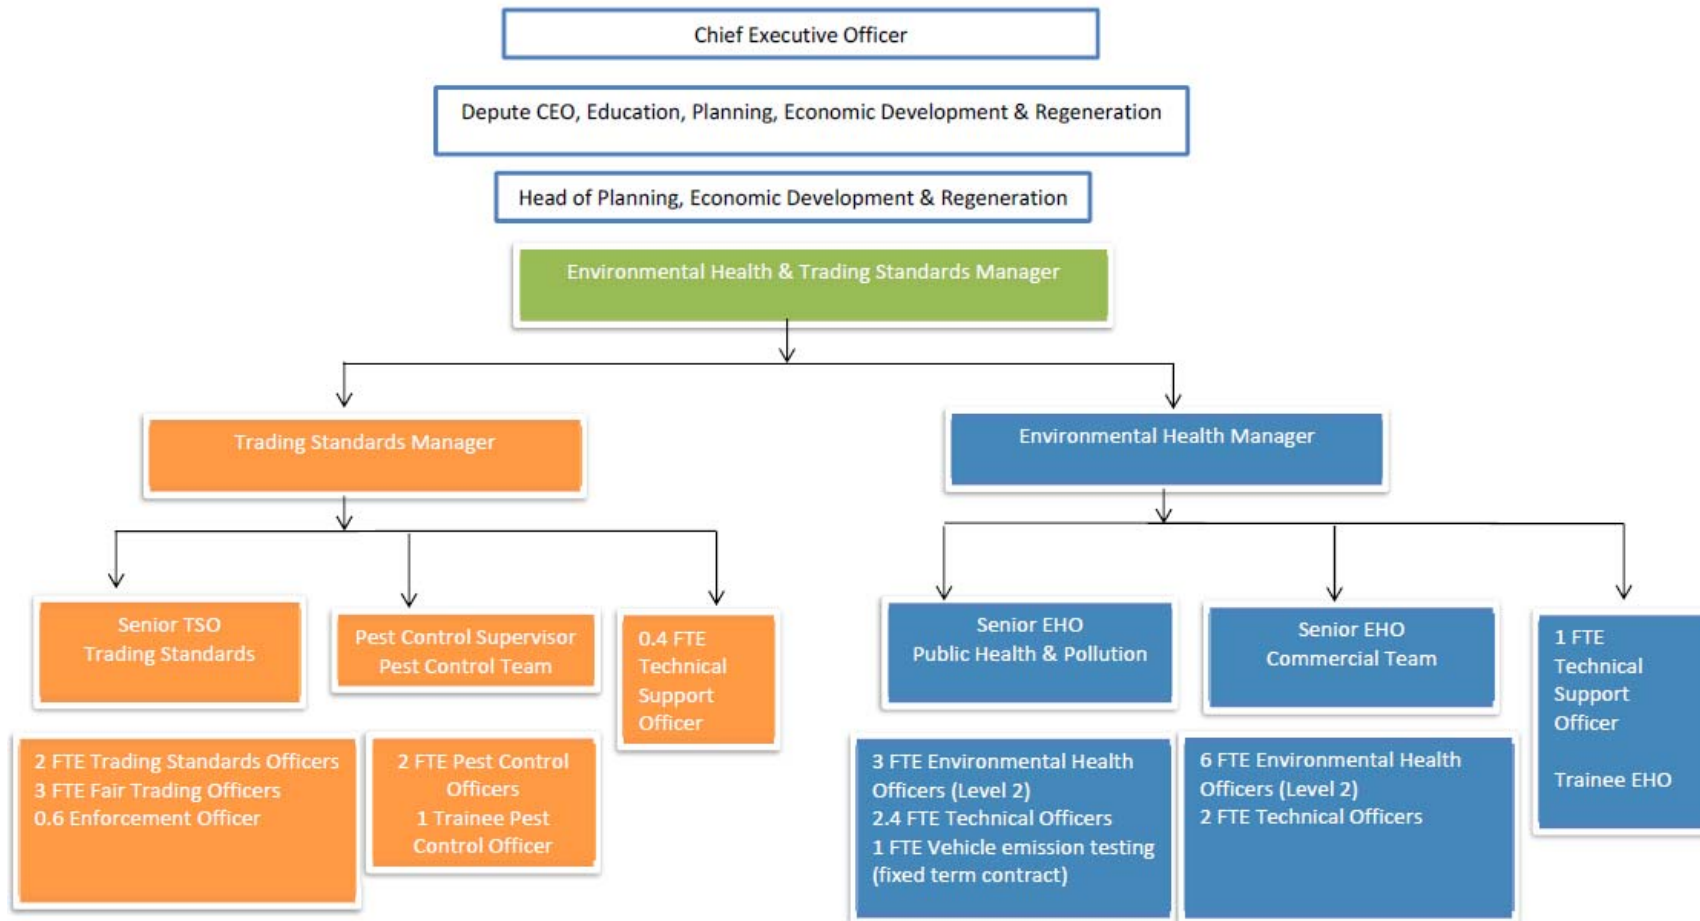 Chief Executive Officer
Depute CEO, Education, Planning, Economic Development & Regeneration
Head of Planning, Economic Development & Regeneration
Environmental Health & Trading Standards Manager
Trading Standards Manager
Environmental Health Manager
Senior TSO
Trading Standards
Pest Control Supervisor
Pest Control Team
0.4 FTE
Technical
Support
Officer
Senior EHO
Public Health & Pollution
Senior EHO
Commercial Team
1 FTE
Technical
Support
Officer
Trainee EHO
2 FTE Trading Standards Officers
3 FTE Fair Trading Officers
0.6 Enforcement Officer
2 FTE Pest Control
Officers
1 Trainee Pest
Control Officer
3 FTE Environmental Health
Officers (Level 2)
2.4 FTE Technical Officers
1 FTE Vehicle emission testing
(fixed term contract)
6 FTE Environmental Health
Officers (Level 2)
2 FTE Technical Officers